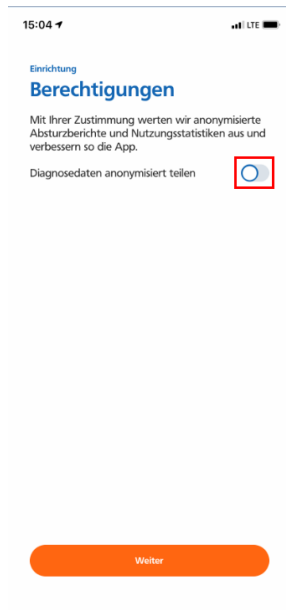 15:04 LTE
Einrichtung
Berechtigungen
Mit Ihrer Zustimmung werten wir anonymisierte
Absturzberichte und Nutzungsstatistiken aus und
verbessern so die App.
Diagnosedaten anonymisiert teilen
Weiter